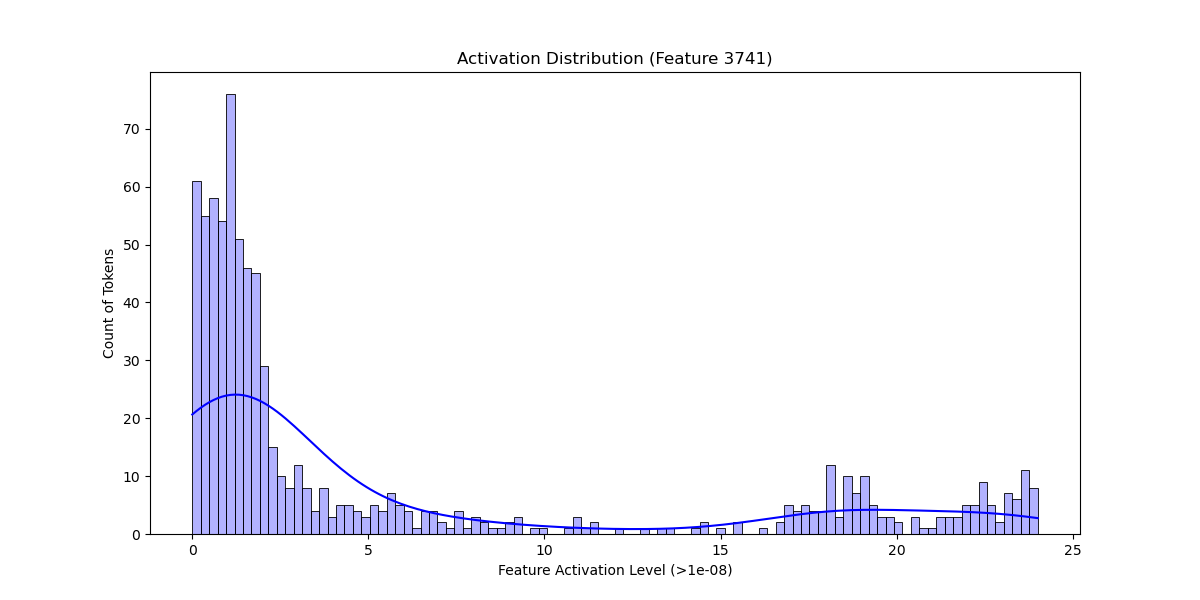 Activation Distribution (Feature 3741)
70
60
50
40
30
20
10
0
Count of Tokens
0 5 10 15 20 25
Feature Activation Level (>1e-08)